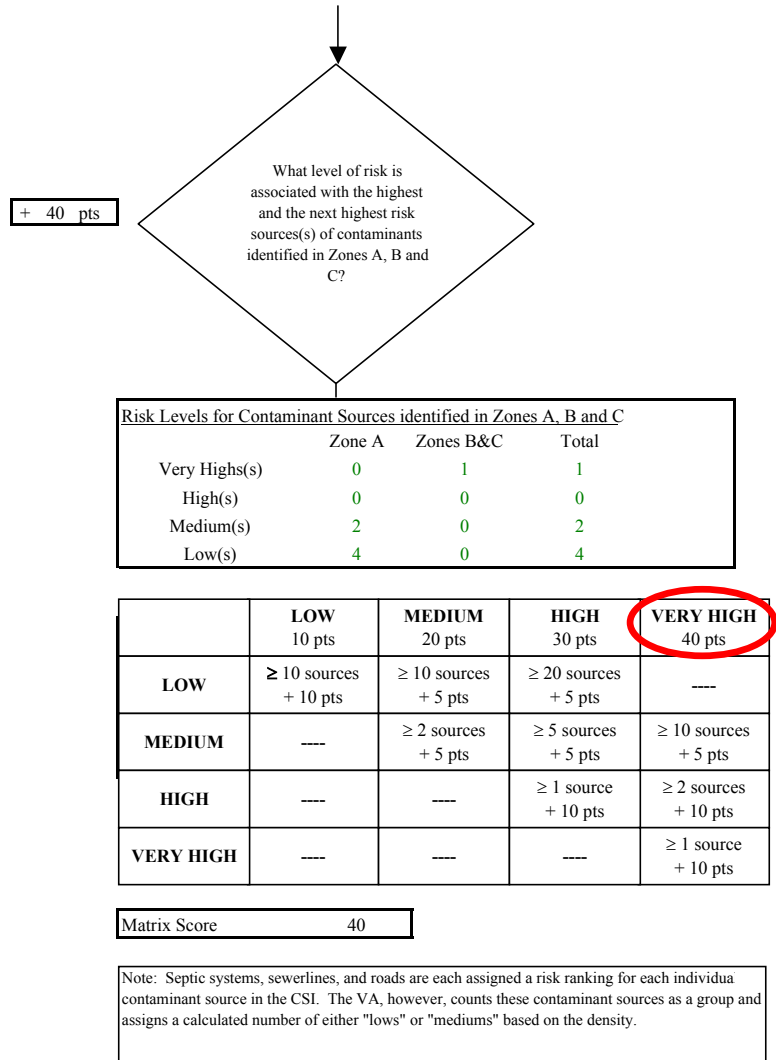 What level of risk is
associated with the highest
and the next highest risk
sources(s) of contaminants
identified in Zones A, B and
C?
+ 40 pts
Risk Levels for Contaminant Sources identified in Zones A, B and C
Zone A Zones B&C Total
Very Highs(s) 0 1 1
High(s) 0 0 0
Medium(s) 2 0 2
Low(s) 4 0 4
LOW MEDIUM HIGH VERY HIGH
10 pts 20 pts 30 pts 40 pts
LOW ≥ 10 sources + 10 pts ≥ 10 sources + 5 pts ≥ 20 sources + 5 pts ----
MEDIUM ---- ≥ 2 sources + 5 pts ≥ 5 sources + 5 pts ≥ 10 sources + 5 pts
HIGH ---- ---- ≥ 1 source + 10 pts ≥ 2 sources + 10 pts
VERY HIGH ---- ---- ---- ≥ 1 source + 10 pts
Matrix Score 40
Note: Septic systems, sewerlines, and roads are each assigned a risk ranking for each individua
contaminant source in the CSI. The VA, however, counts these contaminant sources as a group and
assigns a calculated number of either "lows" or "mediums" based on the density.